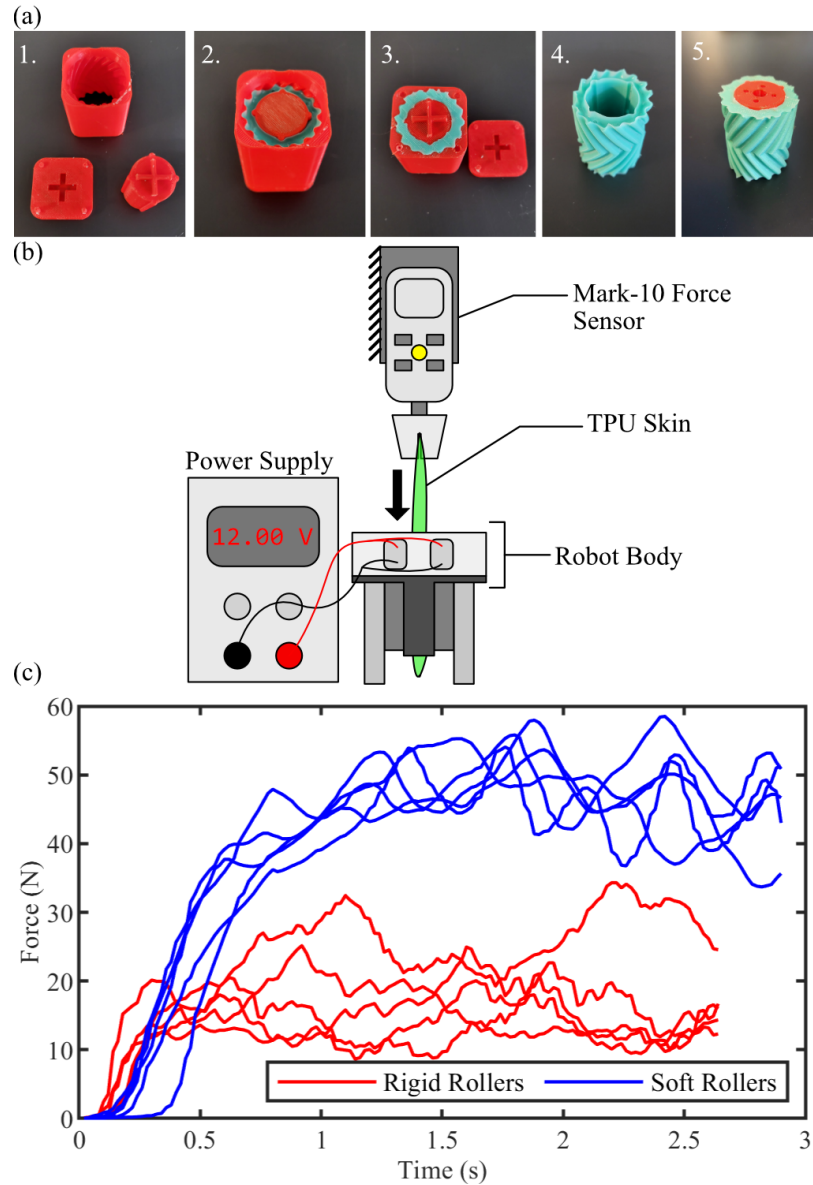 (a)
1.
2.
3.
4.
5.
(b)
Mark-10 Force
Sensor
TPU Skin
Power Supply
12.00 V
Robot Body
(c)
Force (N)
60
50
40
30
20
10
0
0
0.5
1
1.5
2
2.5
3
Rigid Rollers
Soft Rollers
Time (s)